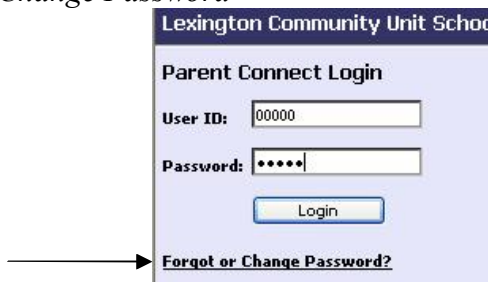 Change Password
Lexington Community Unit Schoo
Parent Connect Login
User ID: 00000
Password: •••••
Login
Forgot or Change Password?